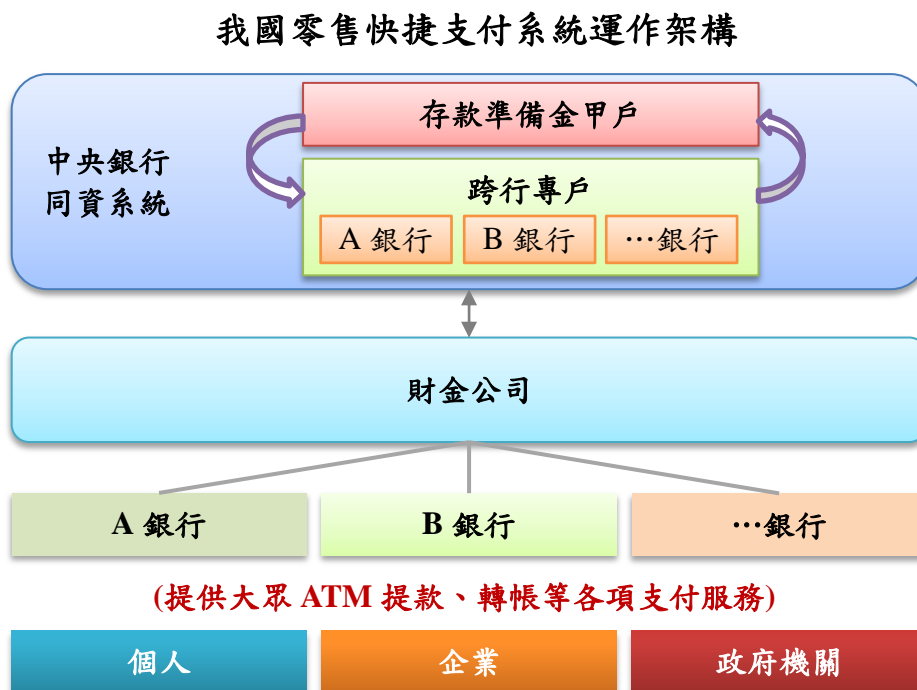 我國零售快捷支付系統運作架構
存款準備金甲戶
中央銀行
同資系統
跨行專戶
A 銀行
B 銀行
…銀行
財金公司
A 銀行
B 銀行
…銀行
(提供大眾 ATM 提款、轉帳等各項支付服務)
個人
企業
政府機關